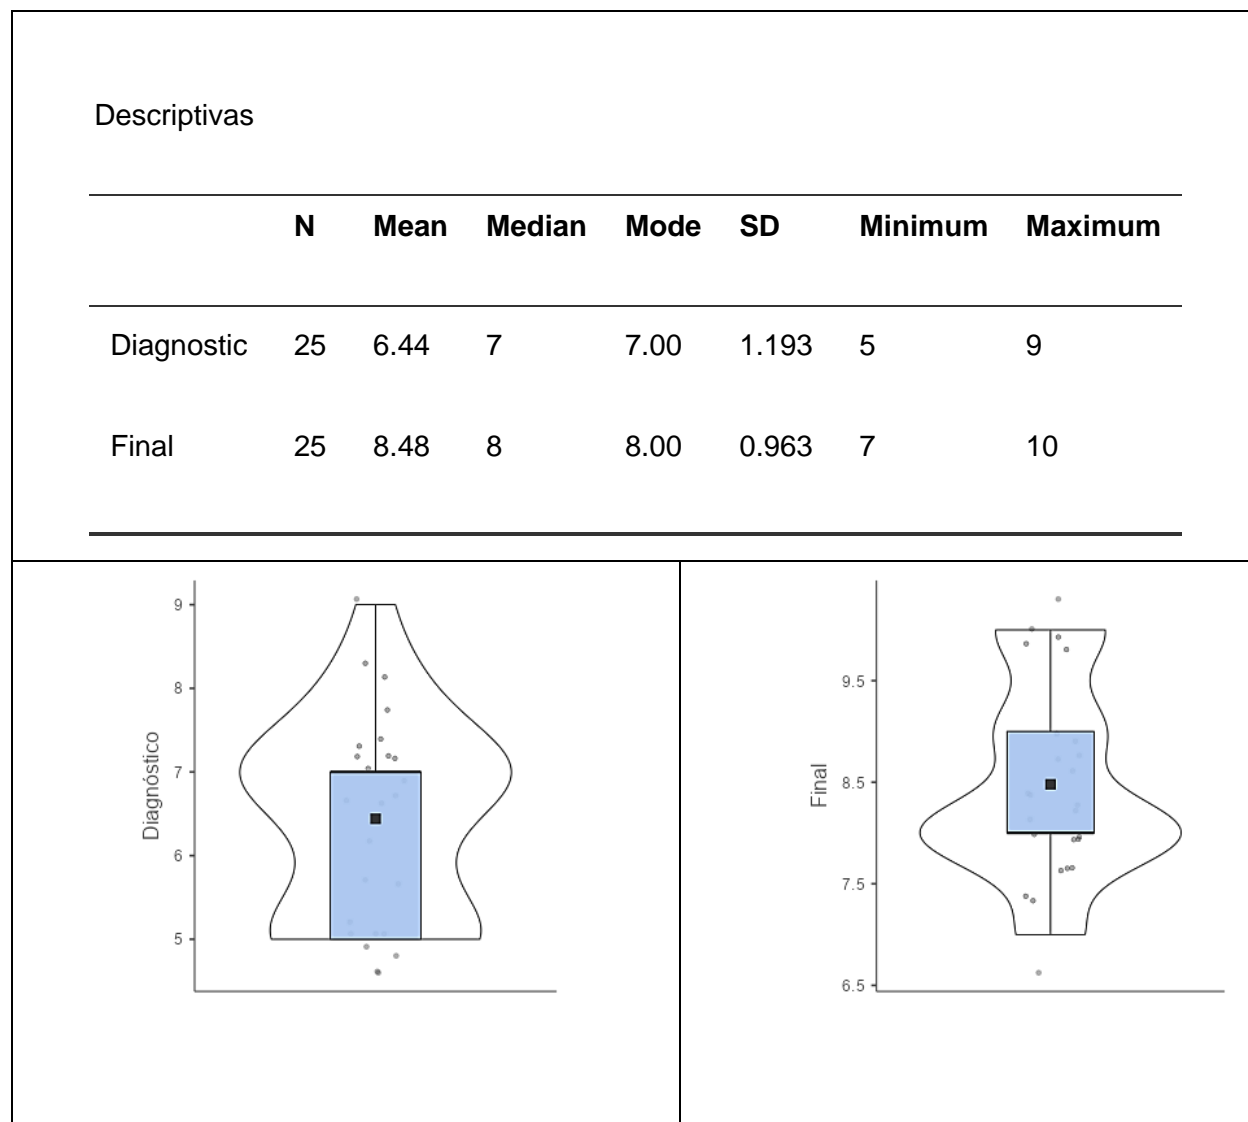 Descriptivas
N Mean Median Mode SD Minimum Maximum
Diagnostic 25 6.44 7 7.00 1.193 5 9
Final 25 8.48 8 8.00 0.963 7 10
9
8
7
6
5
Diagnóstico
9.5
8.5
7.5
6.5
Final